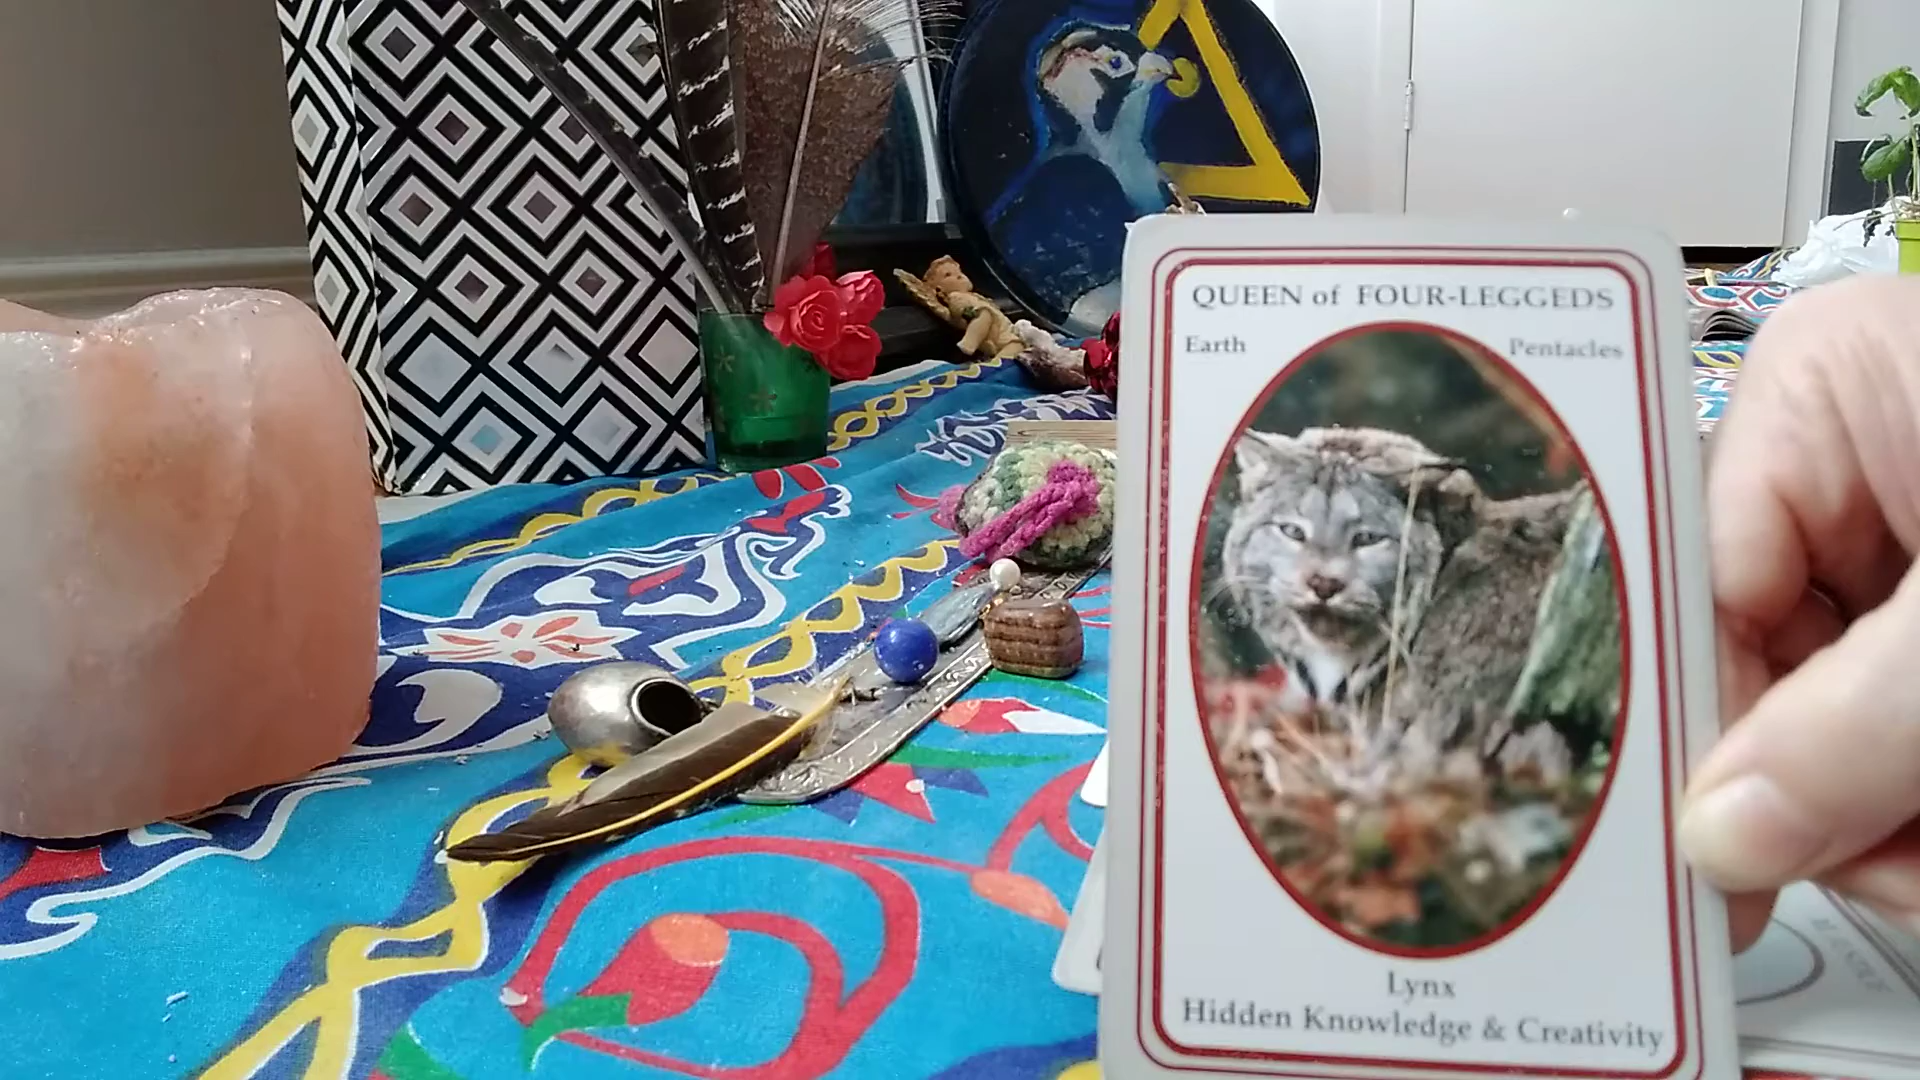 QUEEN of FOUR-LEGGEDS
Earth Pentacles
Lynx
Hidden Knowledge & Creativity